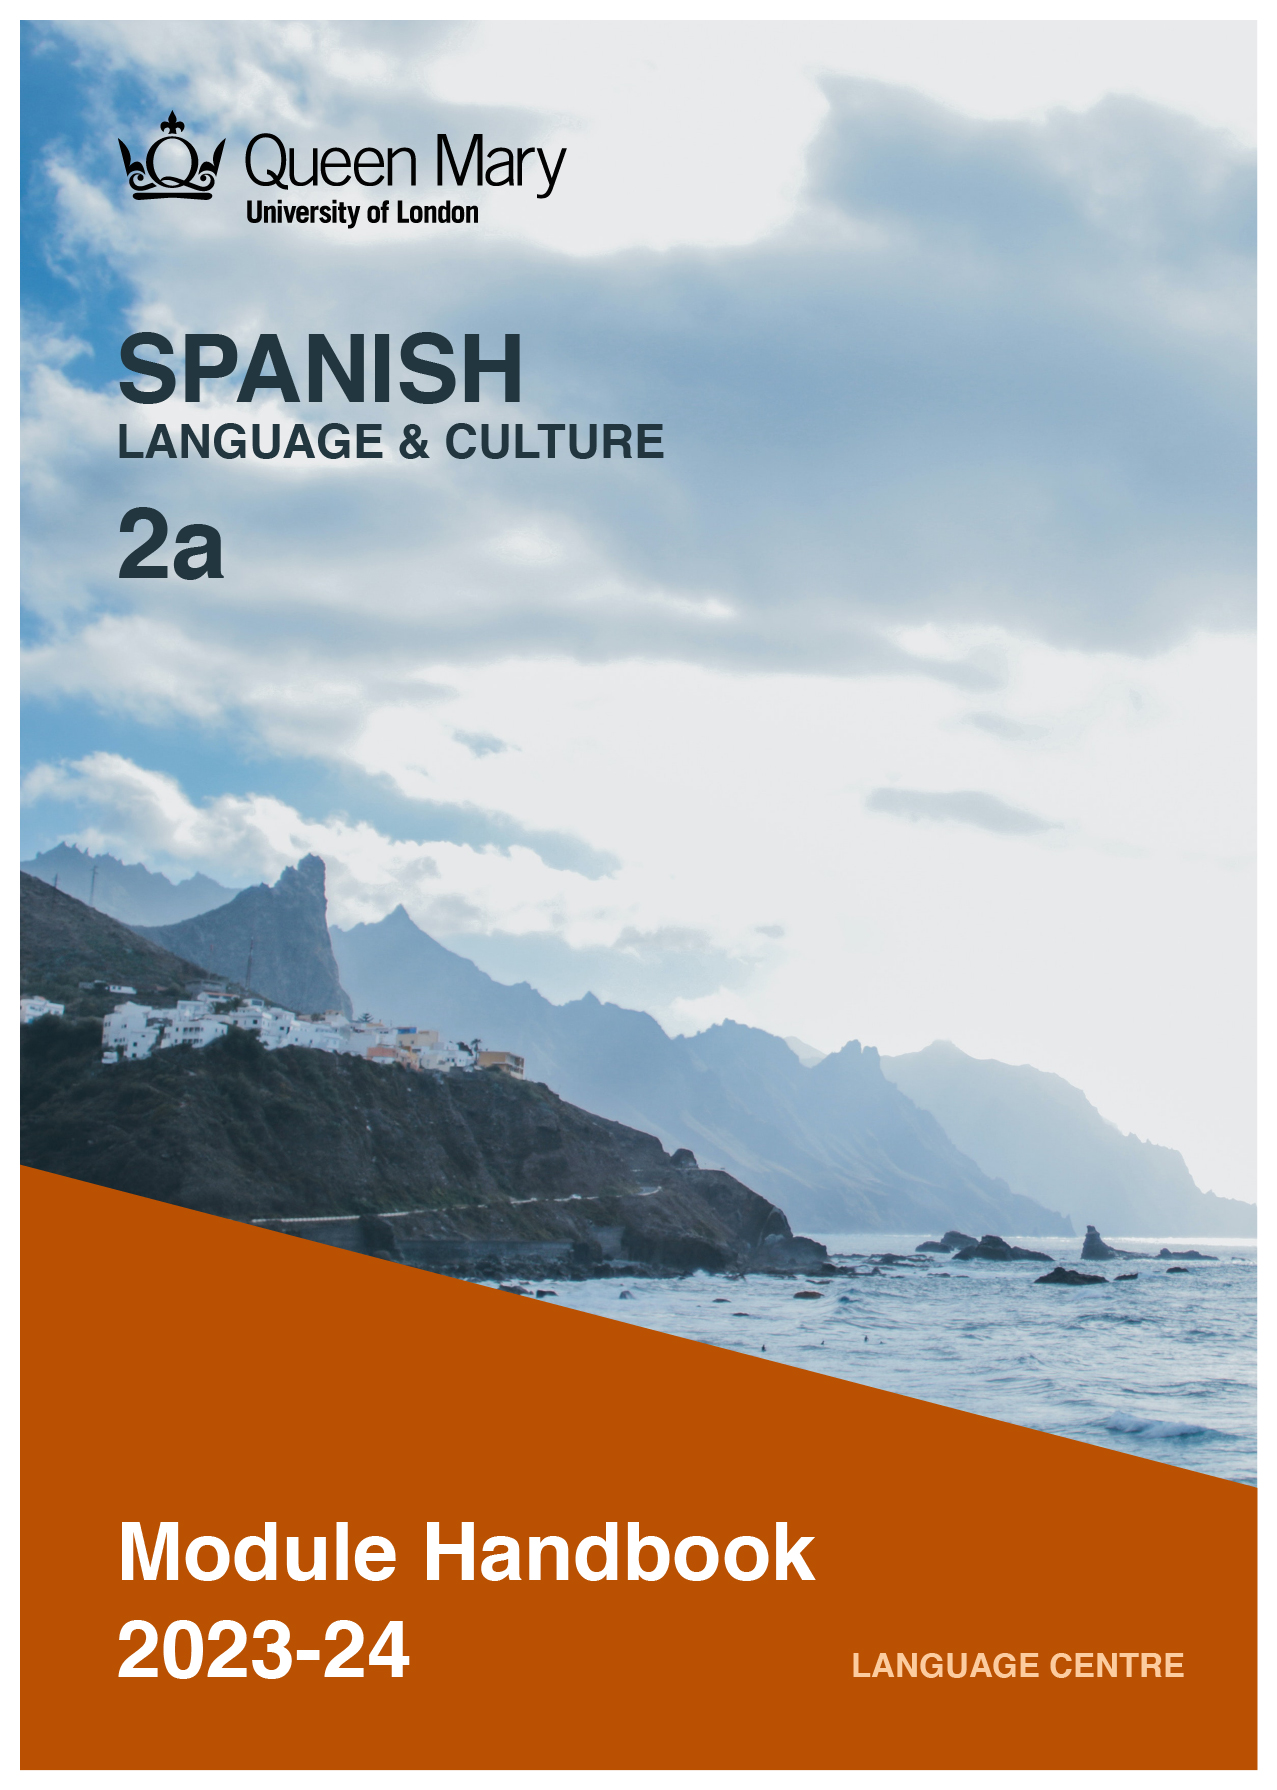 Queen Mary
University of London
SPANISH
LANGUAGE & CULTURE
2a
Module Handbook
2023-24
LANGUAGE CENTRE